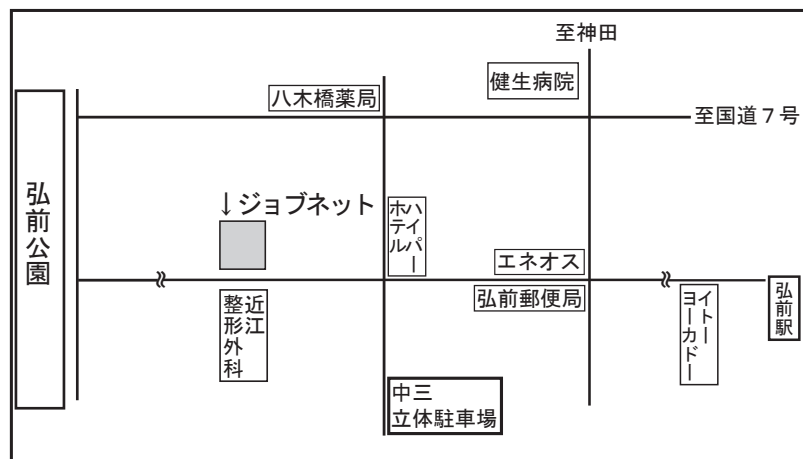 至神田
健生病院
八木橋薬局
至国道７号
弘前公園
↓ジョブネット
ハイパー
ホテル
エネオス
弘前郵便局
近江
整形外科
イトー
ヨーカドー
弘前駅
中三
立体駐車場